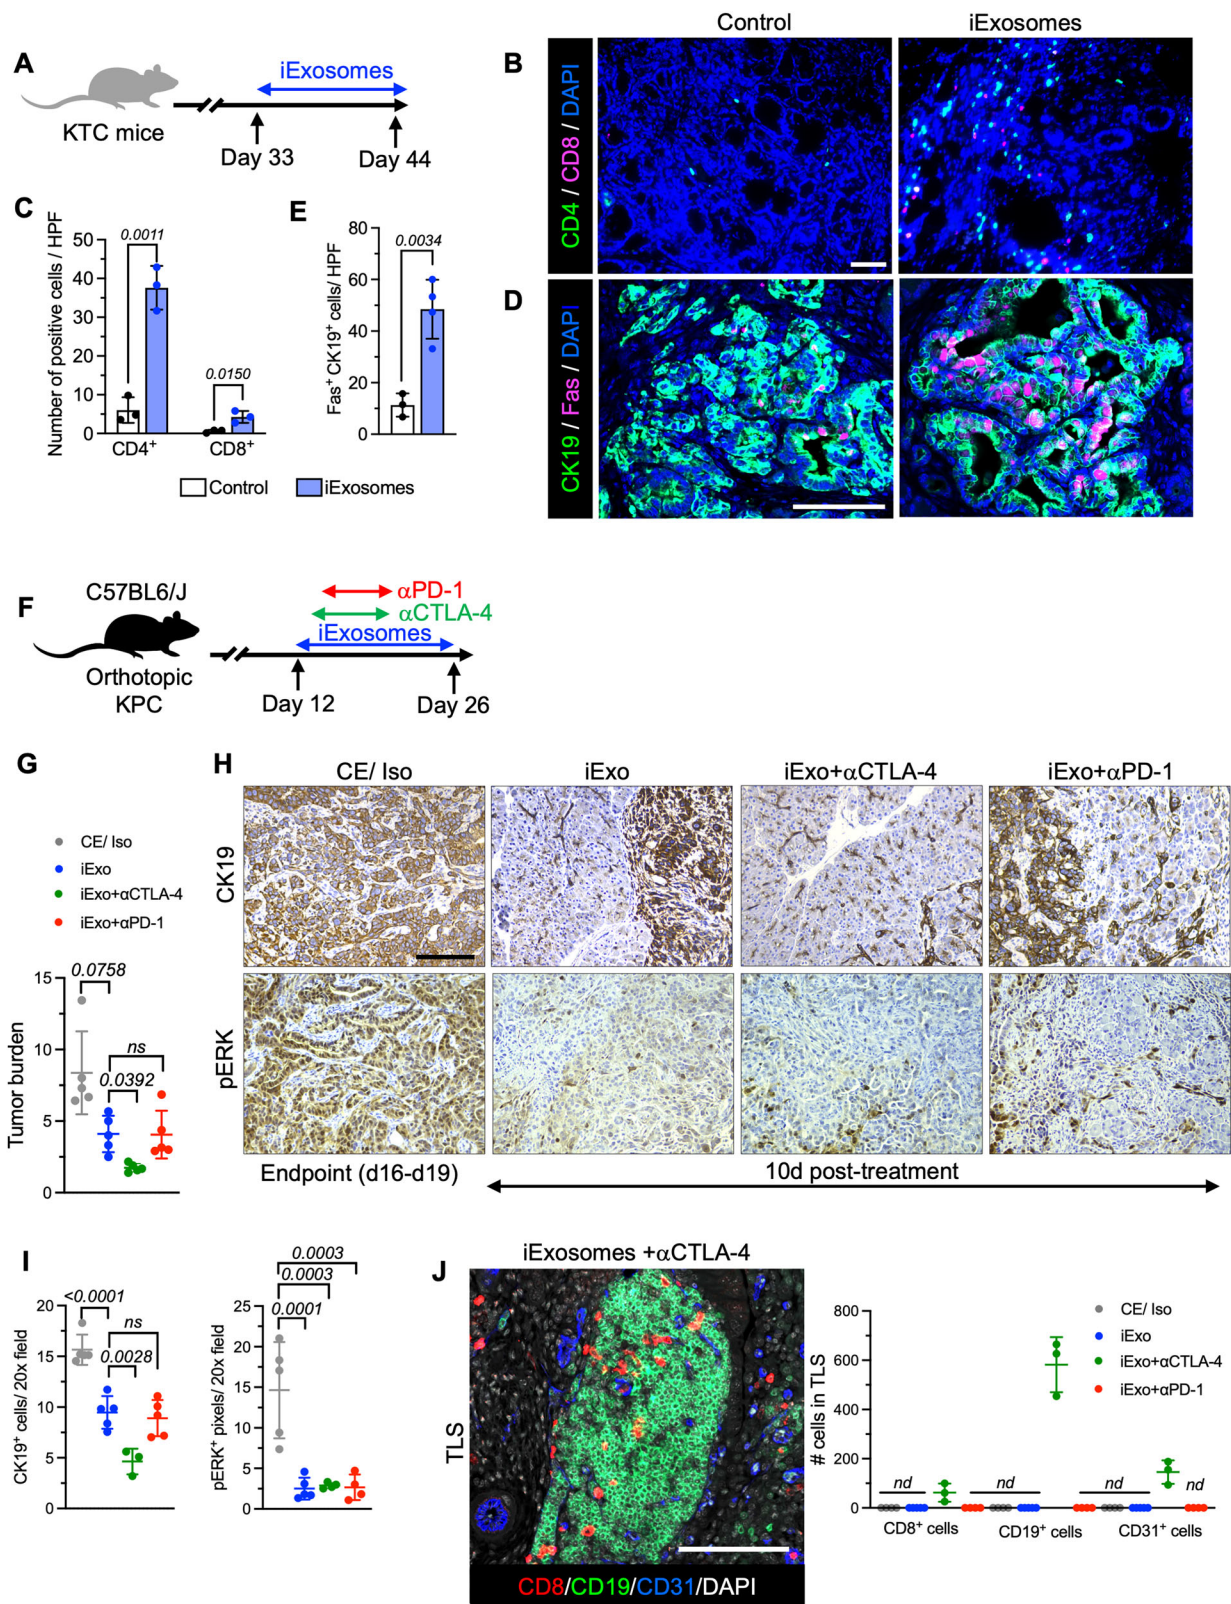 A
iExosomes
KTC mice
Day 33
Day 44
B
Control
iExosomes
CD4 / CD8 / DAPI
C
Number of positive cells / HPF
50
40
30
20
10
0
0.0011
0.0150
CD4⁺
CD8⁺
E
Fas⁺ CK19⁺ cells/ HPF
80
60
40
20
0
0.0034
Control
iExosomes
D
CK19 / Fas / DAPI
F
C57BL6/J
Orthotopic
KPC
αPD-1
αCTLA-4
iExosomes
Day 12
Day 26
G
CE/ Iso
iExo
iExo+αCTLA-4
iExo+αPD-1
Tumor burden
15
10
5
0
0.0758
ns
0.0392
H
CE/ Iso
iExo
iExo+αCTLA-4
iExo+αPD-1
CK19
pERK
Endpoint (d16-d19)
10d post-treatment
I
CK19⁺ cells/ 20x field
20
15
10
5
0
<0.0001
ns
0.0028
pERK⁺ pixels/ 20x field
25
20
15
10
5
0
0.0003
0.0003
0.0001
J
iExosomes +αCTLA-4
TLS
CD8/CD19/CD31/DAPI
# cells in TLS
800
600
400
200
0
CE/ Iso
iExo
iExo+αCTLA-4
iExo+αPD-1
nd
nd
nd
nd
CD8⁺ cells
CD19⁺ cells
CD31⁺ cells